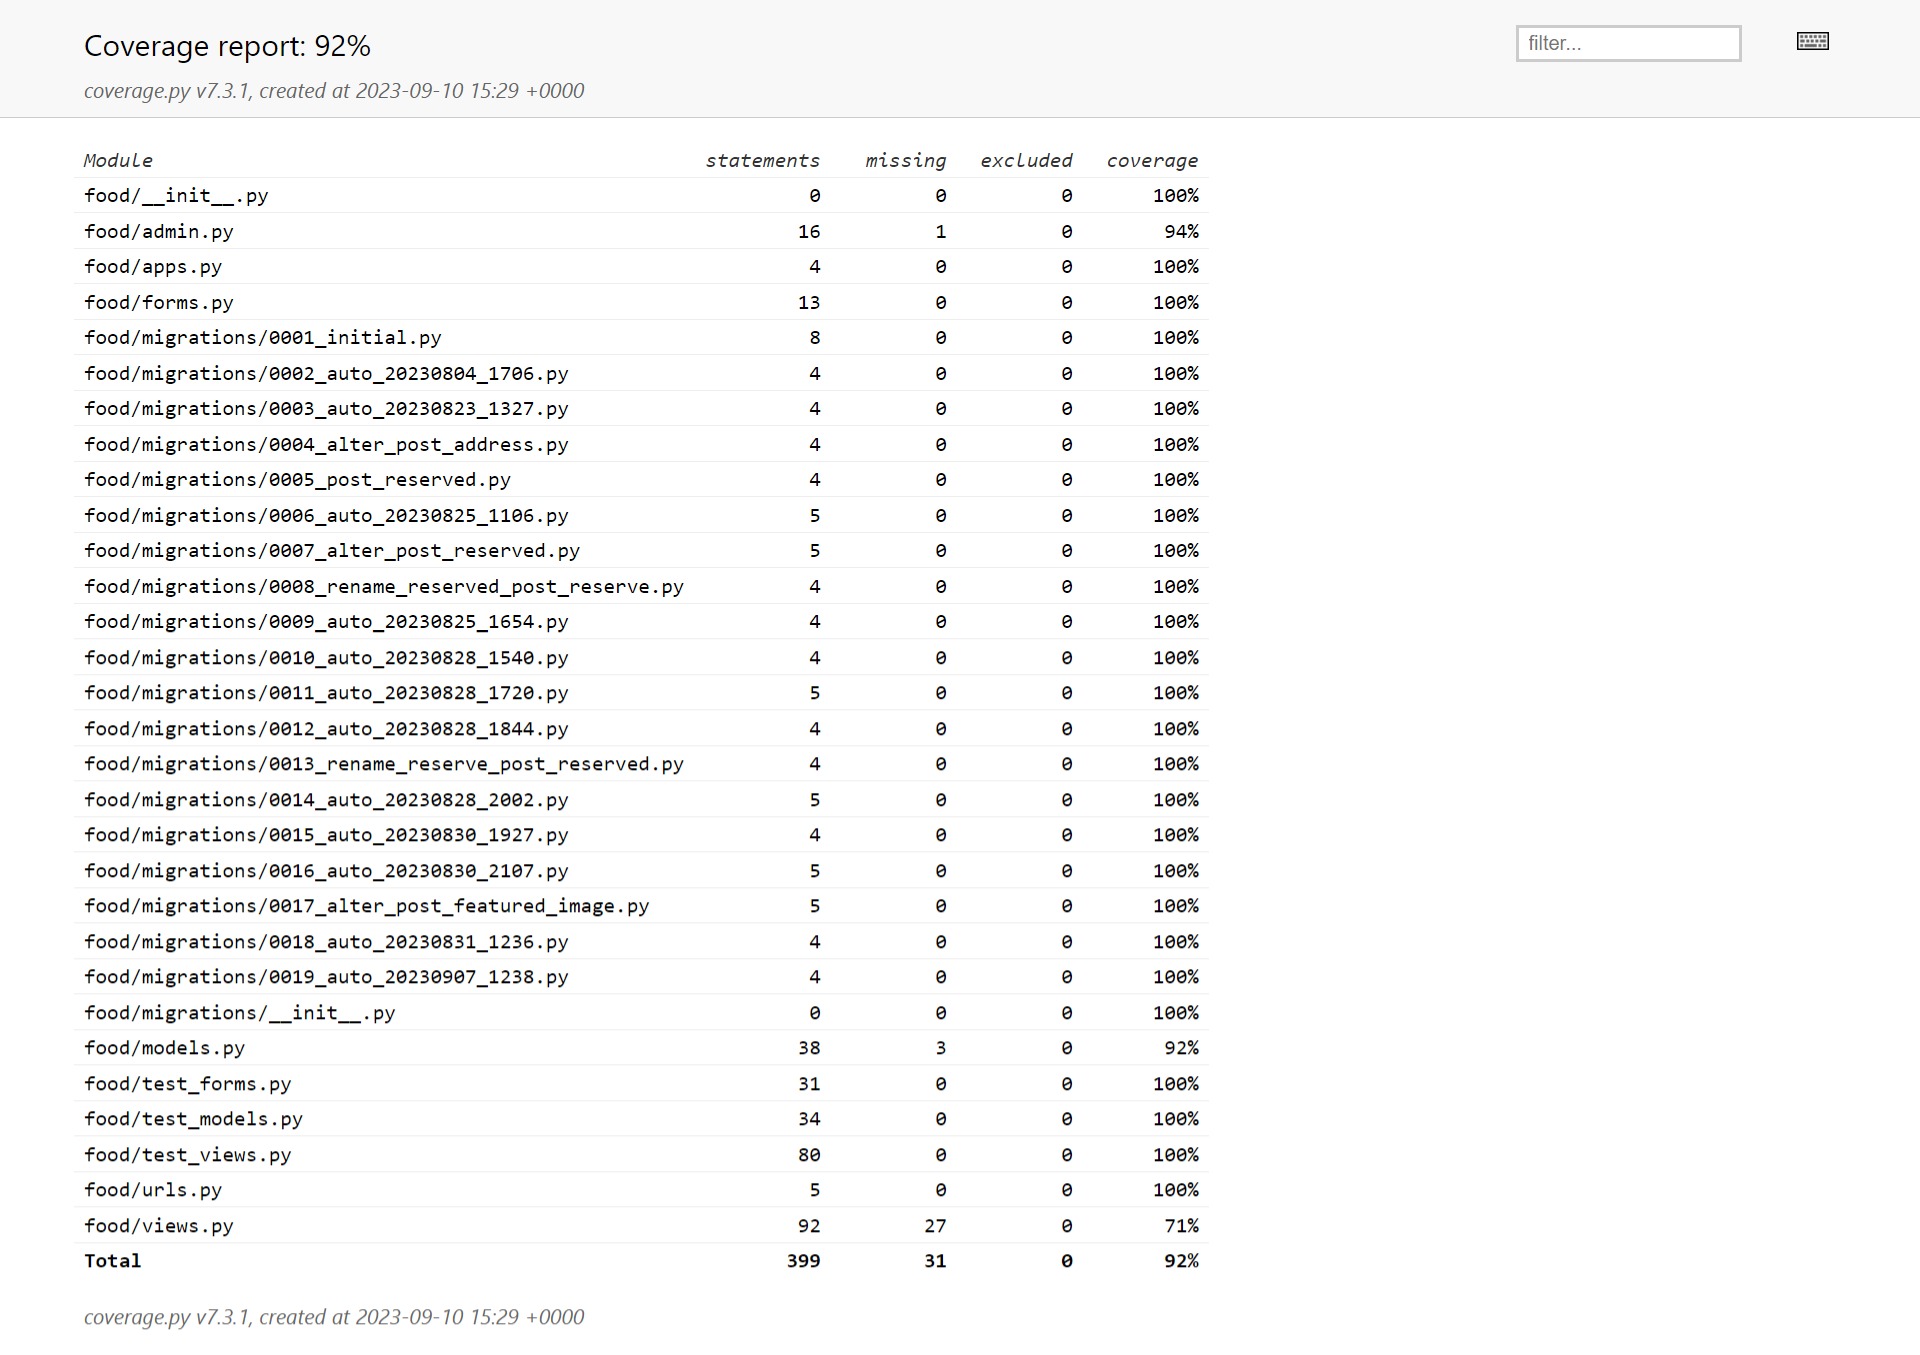 Coverage report: 92%
filter...
coverage.py v7.3.1, created at 2023-09-10 15:29 +0000
Module statements missing excluded coverage
food/__init__.py 0 0 0 100%
food/admin.py 16 1 0 94%
food/apps.py 4 0 0 100%
food/forms.py 13 0 0 100%
food/migrations/0001_initial.py 8 0 0 100%
food/migrations/0002_auto_20230804_1706.py 4 0 0 100%
food/migrations/0003_auto_20230823_1327.py 4 0 0 100%
food/migrations/0004_alter_post_address.py 4 0 0 100%
food/migrations/0005_post_reserved.py 4 0 0 100%
food/migrations/0006_auto_20230825_1106.py 5 0 0 100%
food/migrations/0007_alter_post_reserved.py 5 0 0 100%
food/migrations/0008_rename_reserved_post_reserve.py 4 0 0 100%
food/migrations/0009_auto_20230825_1654.py 4 0 0 100%
food/migrations/0010_auto_20230828_1540.py 4 0 0 100%
food/migrations/0011_auto_20230828_1720.py 5 0 0 100%
food/migrations/0012_auto_20230828_1844.py 4 0 0 100%
food/migrations/0013_rename_reserve_post_reserved.py 4 0 0 100%
food/migrations/0014_auto_20230828_2002.py 5 0 0 100%
food/migrations/0015_auto_20230830_1927.py 4 0 0 100%
food/migrations/0016_auto_20230830_2107.py 5 0 0 100%
food/migrations/0017_alter_post_featured_image.py 5 0 0 100%
food/migrations/0018_auto_20230831_1236.py 4 0 0 100%
food/migrations/0019_auto_20230907_1238.py 4 0 0 100%
food/migrations/__init__.py 0 0 0 100%
food/models.py 38 3 0 92%
food/test_forms.py 31 0 0 100%
food/test_models.py 34 0 0 100%
food/test_views.py 80 0 0 100%
food/urls.py 5 0 0 100%
food/views.py 92 27 0 71%
Total 399 31 0 92%
coverage.py v7.3.1, created at 2023-09-10 15:29 +0000